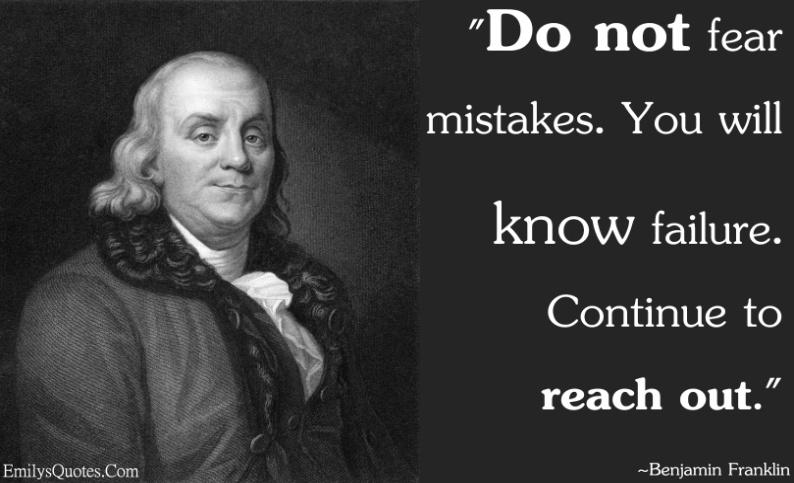 "Do not fear
mistakes. You will
know failure.
Continue to
reach out."
~Benjamin Franklin
EmilysQuotes.Com